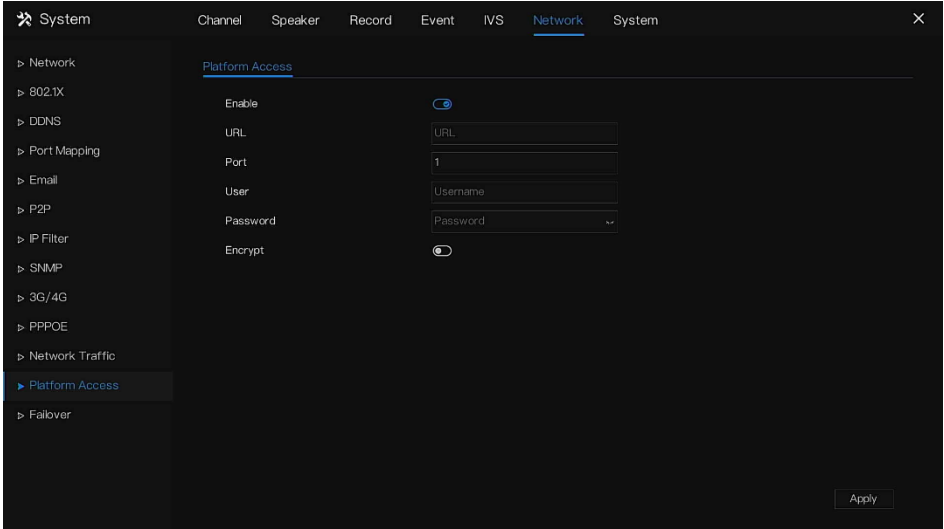 System
Channel Speaker Record Event IVS Network System
Network
802.1X
DDNS
Port Mapping
Email
P2P
IP Filter
SNMP
3G/4G
PPPOE
Network Traffic
Platform Access
Failover
Platform Access
Enable
URL URL
Port 1
User Username
Password Password
Encrypt
Apply